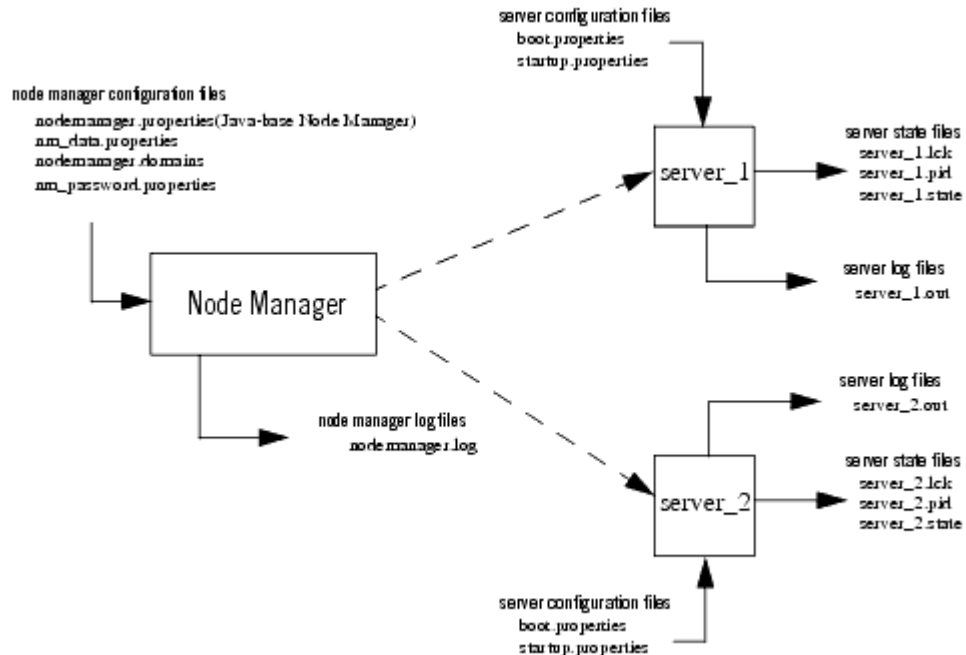 server configuration files
boot.properties
startup.properties
node manager configuration files
nodemanager.properties(Java-base Node Manager)
nm_data.properties
nodemanager.domains
nm_password.properties
server_1
server state files
server_1.lck
server_1.pid
server_1.state
server log files
server_1.out
Node Manager
node manager log files
nodemanager.log
server log files
server_2.out
server_2
server state files
server_2.lck
server_2.pid
server_2.state
server configuration files
boot.properties
startup.properties